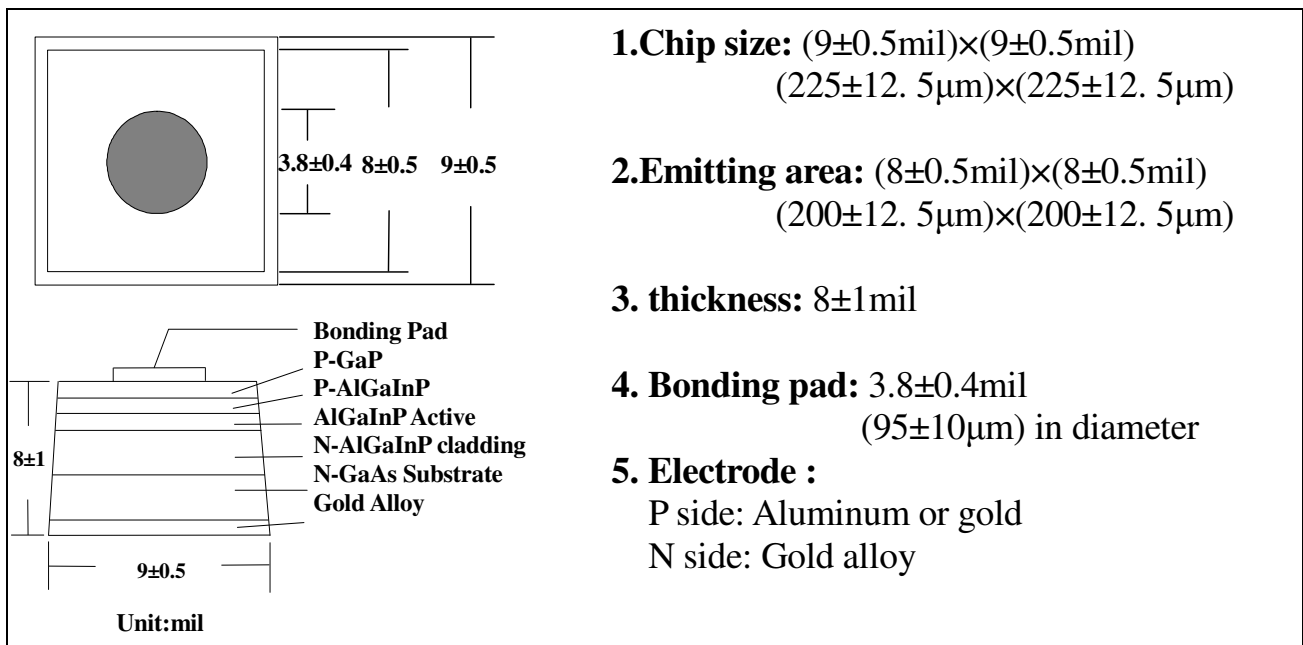 3.8±0.4 8±0.5 9±0.5
Bonding Pad
P-GaP
P-AlGaInP
AlGaInP Active
N-AlGaInP cladding
N-GaAs Substrate
Gold Alloy
8±1
9±0.5
Unit:mil
1.Chip size: (9±0.5mil)×(9±0.5mil)
(225±12. 5μm)×(225±12. 5μm)
2.Emitting area: (8±0.5mil)×(8±0.5mil)
(200±12. 5μm)×(200±12. 5μm)
3. thickness: 8±1mil
4. Bonding pad: 3.8±0.4mil
(95±10μm) in diameter
5. Electrode :
P side: Aluminum or gold
N side: Gold alloy